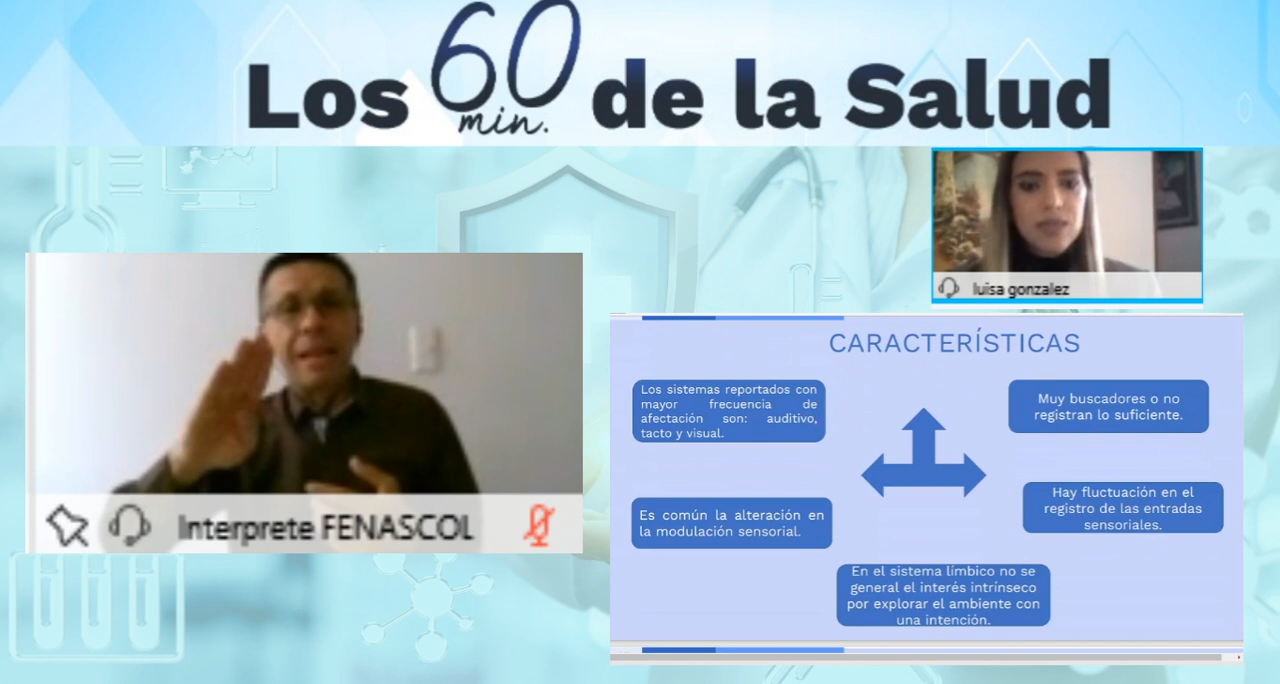 Los 60 min. de la Salud
luisa gonzalez
Interprete FENASCOL
CARACTERÍSTICAS
Los sistemas reportados con
mayor frecuencia de
afectación son: auditivo,
tacto y visual.
Muy buscadores o no
registran lo suficiente.
Es común la alteración en
la modulación sensorial.
Hay fluctuación en el
registro de las entradas
sensoriales.
En el sistema límbico no se
general el interés intrínseco
por explorar el ambiente con
una intención.